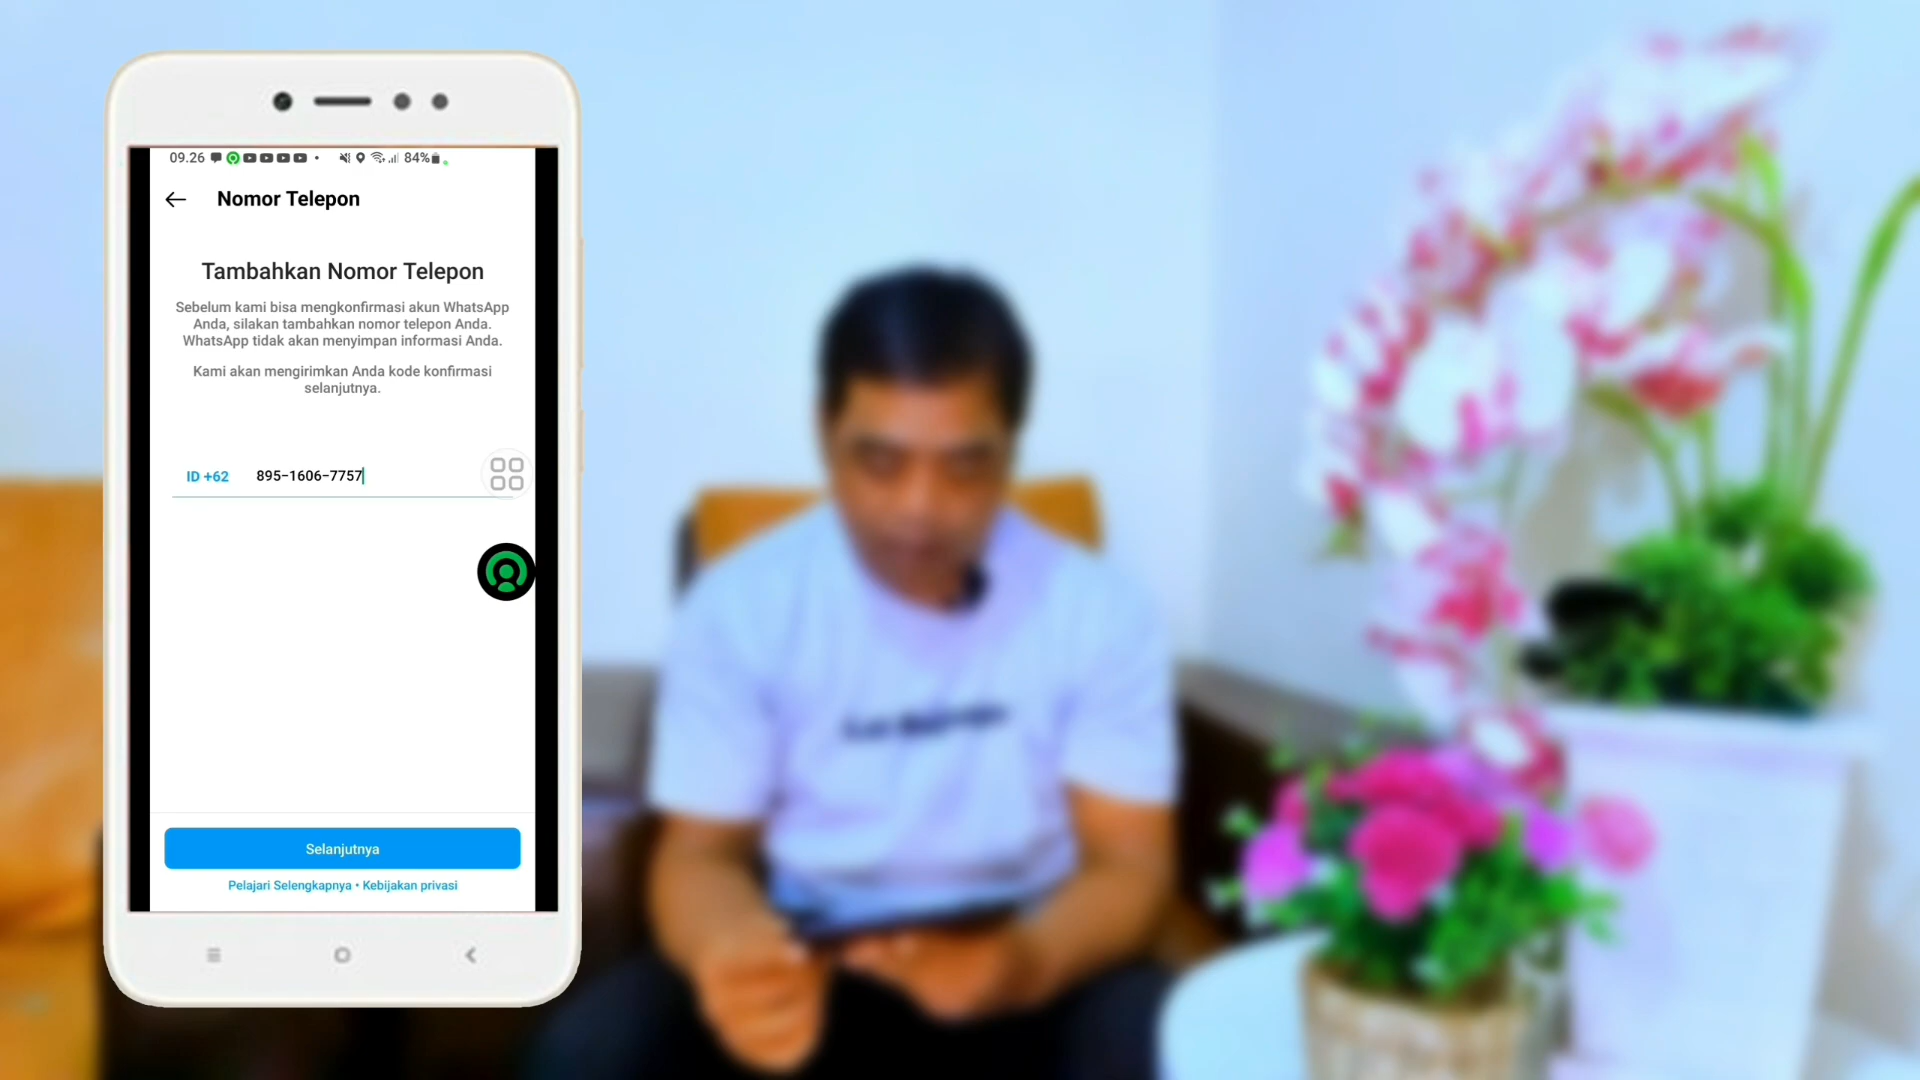 09.26
84%
Nomor Telepon
Tambahkan Nomor Telepon
Sebelum kami bisa mengkonfirmasi akun WhatsApp
Anda, silakan tambahkan nomor telepon Anda.
WhatsApp tidak akan menyimpan informasi Anda.
Kami akan mengirimkan Anda kode konfirmasi
selanjutnya.
ID +62 895-1606-7757
Selanjutnya
Pelajari Selengkapnya • Kebijakan privasi